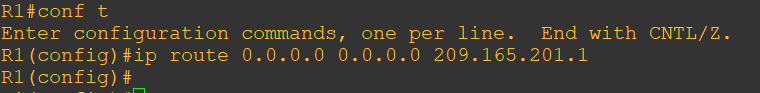 R1#conf t
Enter configuration commands, one per line.  End with CNTL/Z.
R1(config)#ip route 0.0.0.0 0.0.0.0 209.165.201.1
R1(config)#